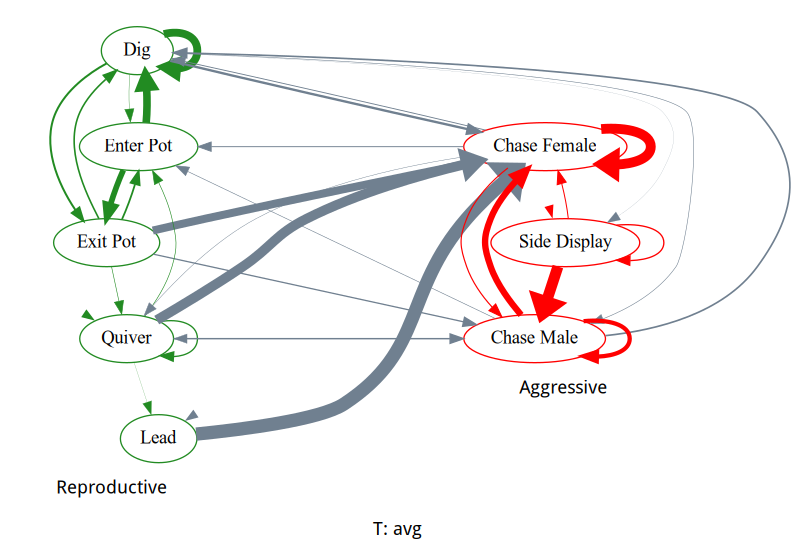 Dig
Enter Pot
Chase Female
Exit Pot
Side Display
Quiver
Chase Male
Aggressive
Lead
Reproductive
T: avg